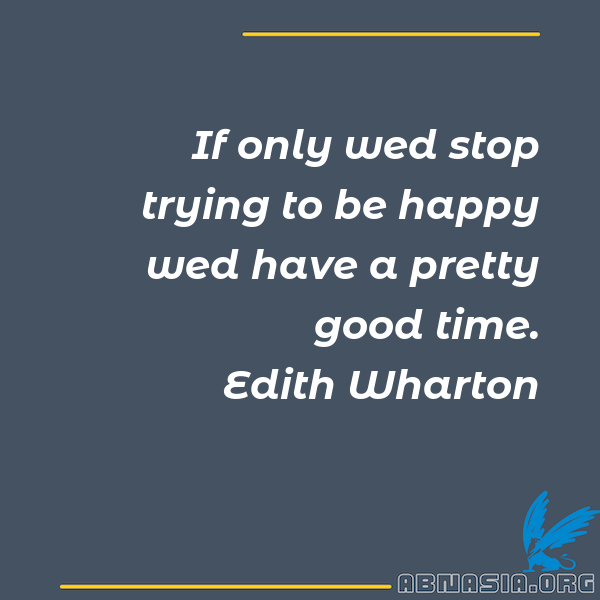 If only wed stop
trying to be happy
wed have a pretty
good time.
Edith Wharton
ABNASIA.ORG